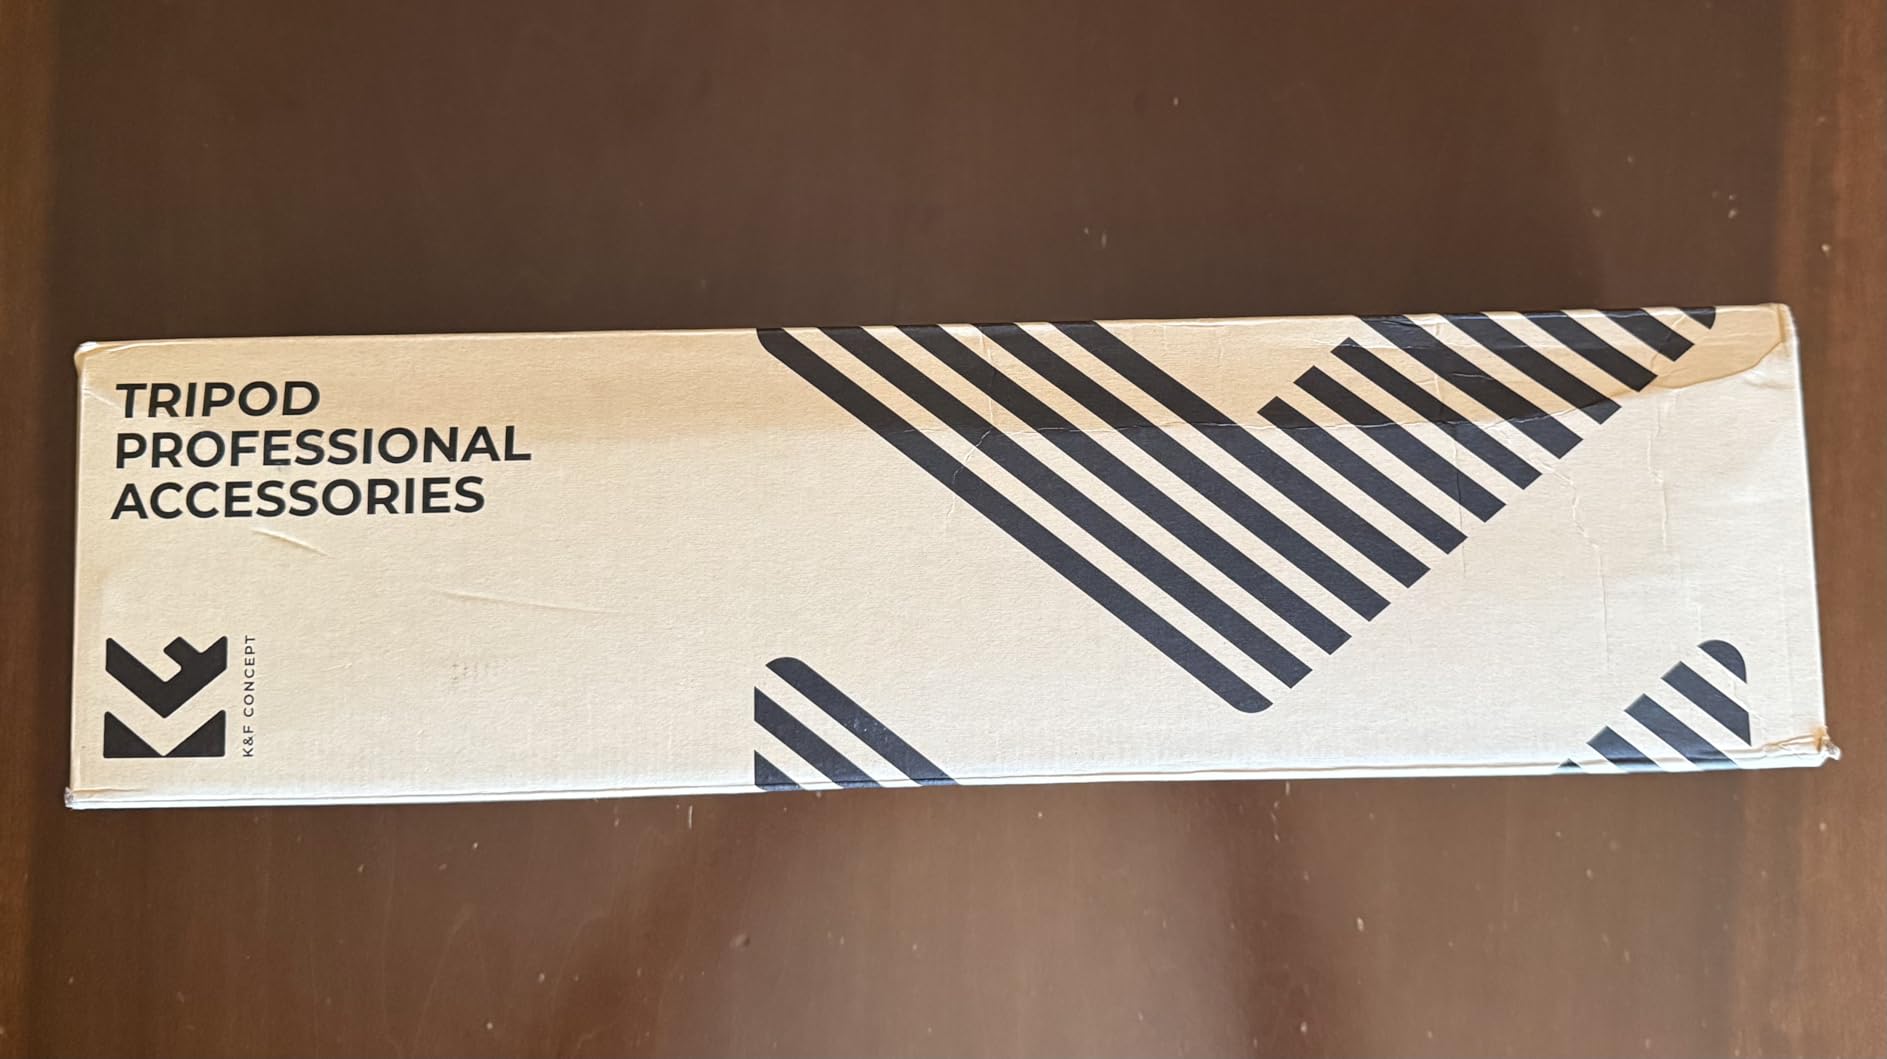 TRIPOD
PROFESSIONAL
ACCESSORIES
K&F CONCEPT